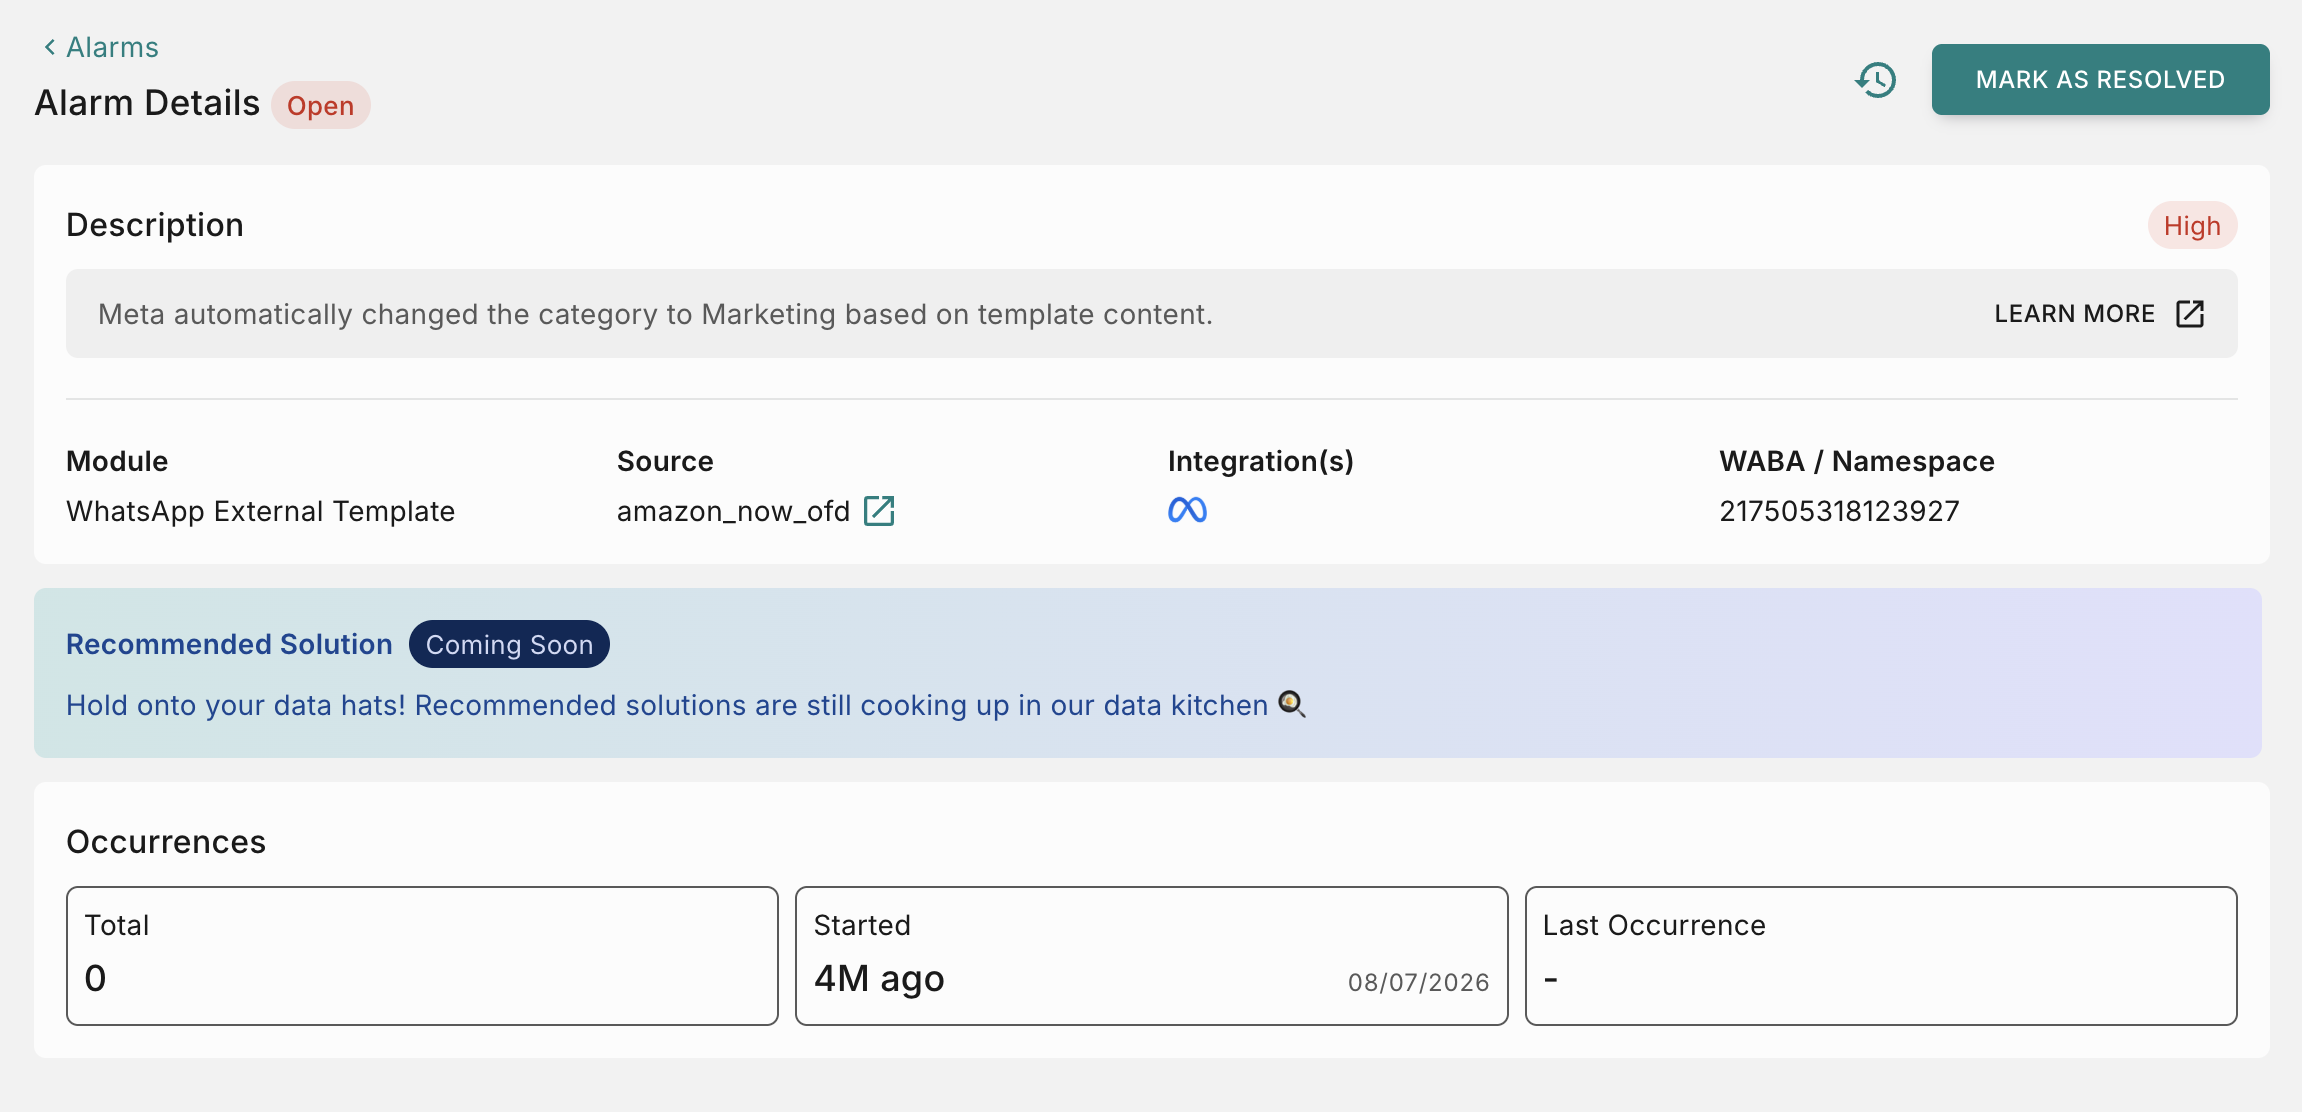 Alarms
Alarm Details Open
MARK AS RESOLVED
Description
High
Meta automatically changed the category to Marketing based on template content.
LEARN MORE
Module
WhatsApp External Template
Source
amazon_now_ofd
Integration(s)
WABA / Namespace
217505318123927
Recommended Solution Coming Soon
Hold onto your data hats! Recommended solutions are still cooking up in our data kitchen
Occurrences
Total
0
Started
4M ago
08/07/2026
Last Occurrence
-